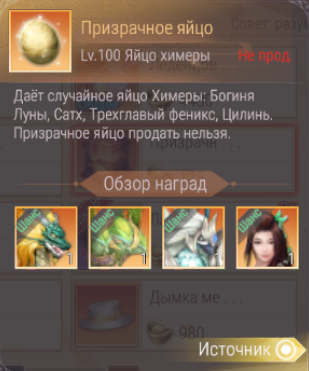 Призрачное яйцо
Совет: разу
Lv.100 Яйцо химеры Не прод.
Даёт случайное яйцо Химеры: Богиня
Луны, Сатх, Трехглавый феникс, Цилинь.
Призрачное яйцо продать нельзя.
Призрачн...
Обзор наград
Шанс Шанс Шанс Шанс
1 1 1 1
Дымка ме...
980
Источник